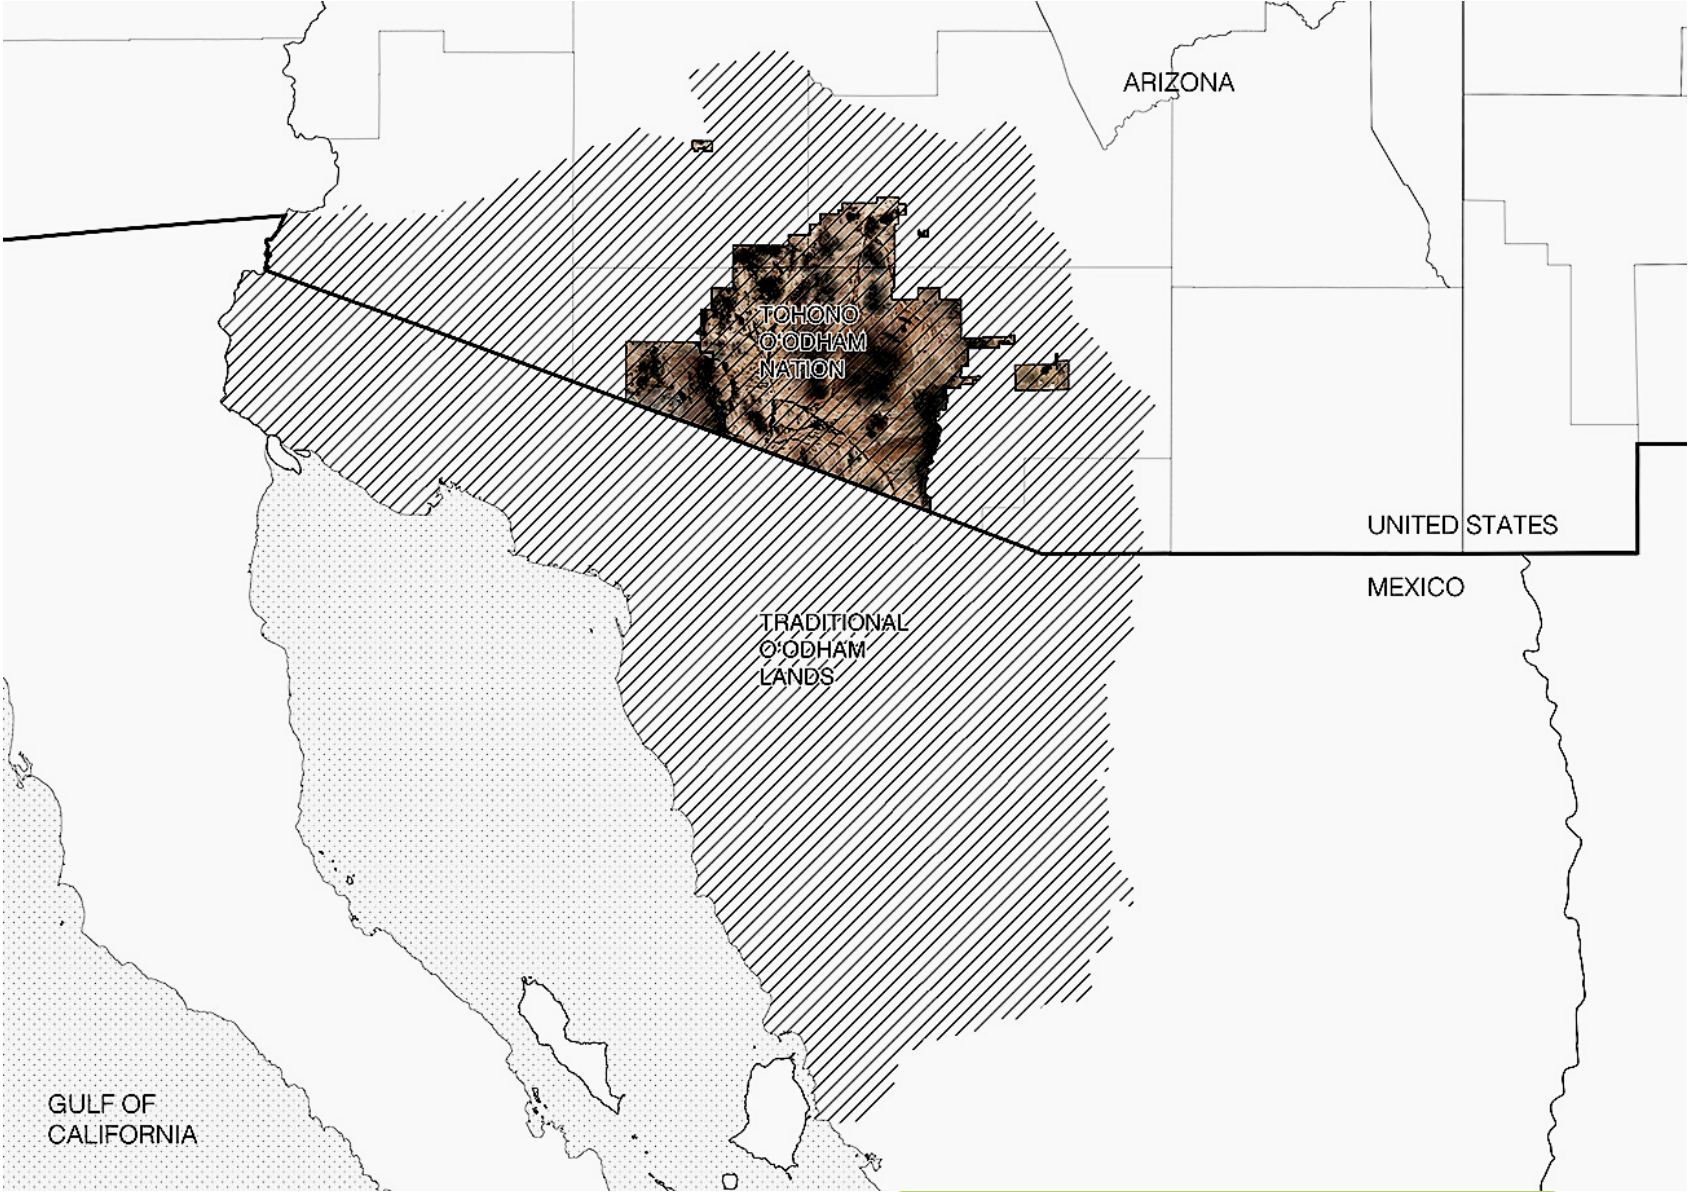 ARIZONA
TOHONO
O'ODHAM
NATION
UNITED STATES
MEXICO
TRADITIONAL
O'ODHAM
LANDS
GULF OF
CALIFORNIA